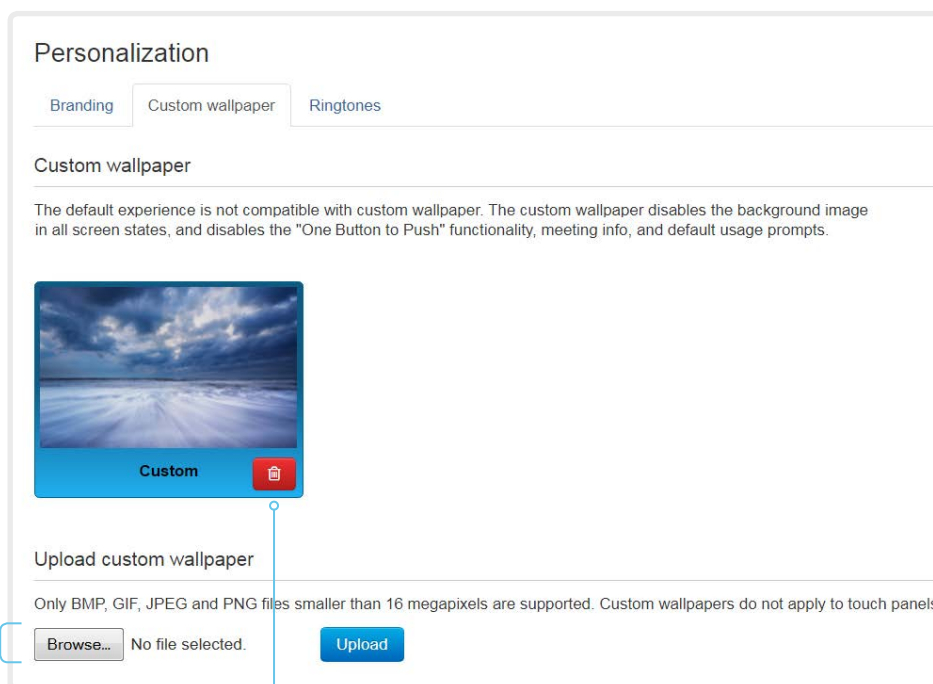 Personalization
Branding Custom wallpaper Ringtones
Custom wallpaper
The default experience is not compatible with custom wallpaper. The custom wallpaper disables the background image
in all screen states, and disables the "One Button to Push" functionality, meeting info, and default usage prompts.
Custom
Upload custom wallpaper
Only BMP, GIF, JPEG and PNG files smaller than 16 megapixels are supported. Custom wallpapers do not apply to touch panels
Browse... No file selected. Upload